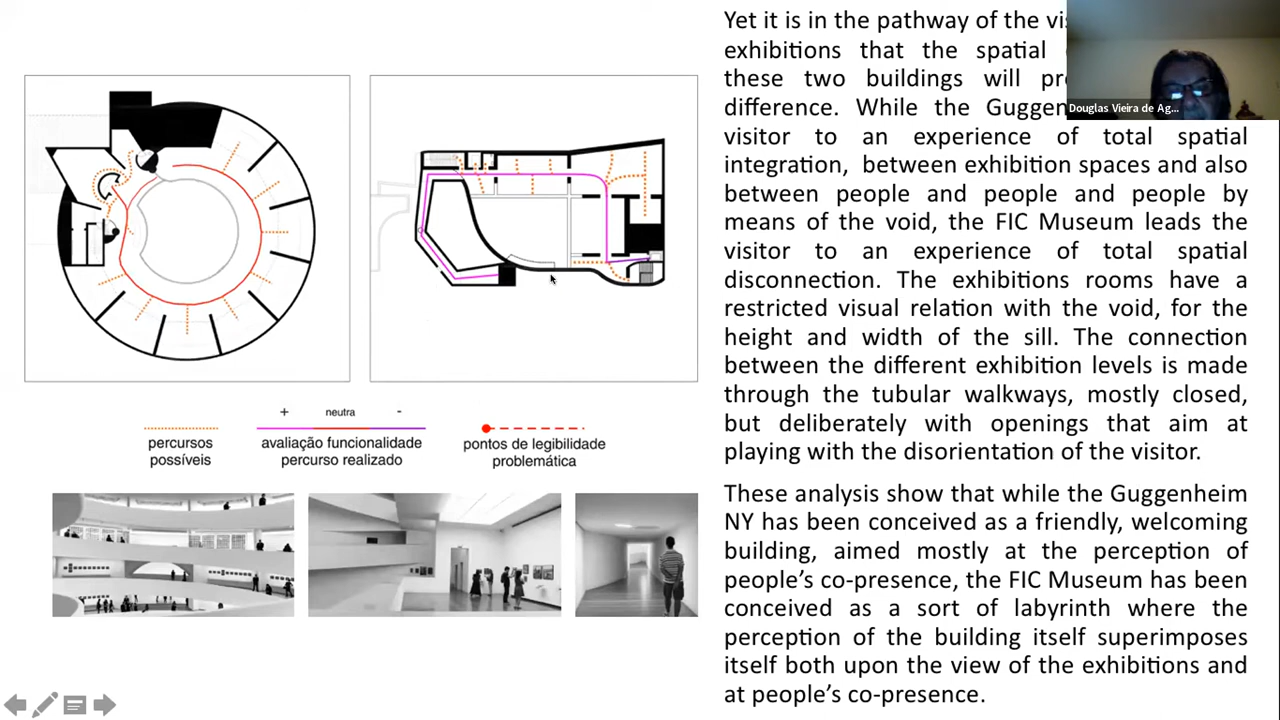 Yet it is in the pathway of the
exhibitions that the spatial
these two buildings will
difference. While the
visitor to an experience of total spatial
integration, between exhibition spaces and also
between people and people and people by
means of the void, the FIC Museum leads the
visitor to an experience of total spatial
disconnection. The exhibitions rooms have a
restricted visual relation with the void, for the
height and width of the sill. The connection
between the different exhibition levels is made
through the tubular walkways, mostly closed,
but deliberately with openings that aim at
playing with the disorientation of the visitor.
These analysis show that while the Guggenheim
NY has been conceived as a friendly, welcoming
building, aimed mostly at the perception of
people’s co-presence, the FIC Museum has been
conceived as a sort of labyrinth where the
perception of the building itself superimposes
itself both upon the view of the exhibitions and
at people’s co-presence.
Douglas Vieira de Ag...
+ neutra -
percursos
possíveis
avaliação funcionalidade
percurso realizado
pontos de legibilidade
problemática